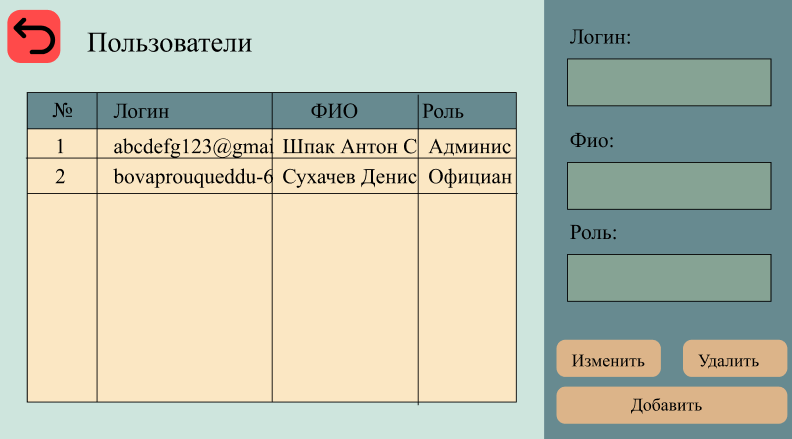 Пользователи
№ Логин ФИО Роль
1 abcdefg123@gmai Шпак Антон С Админис
2 bovaprouqueddu-6 Сухачев Денис Официан
Логин:
Фио:
Роль:
Изменить Удалить
Добавить